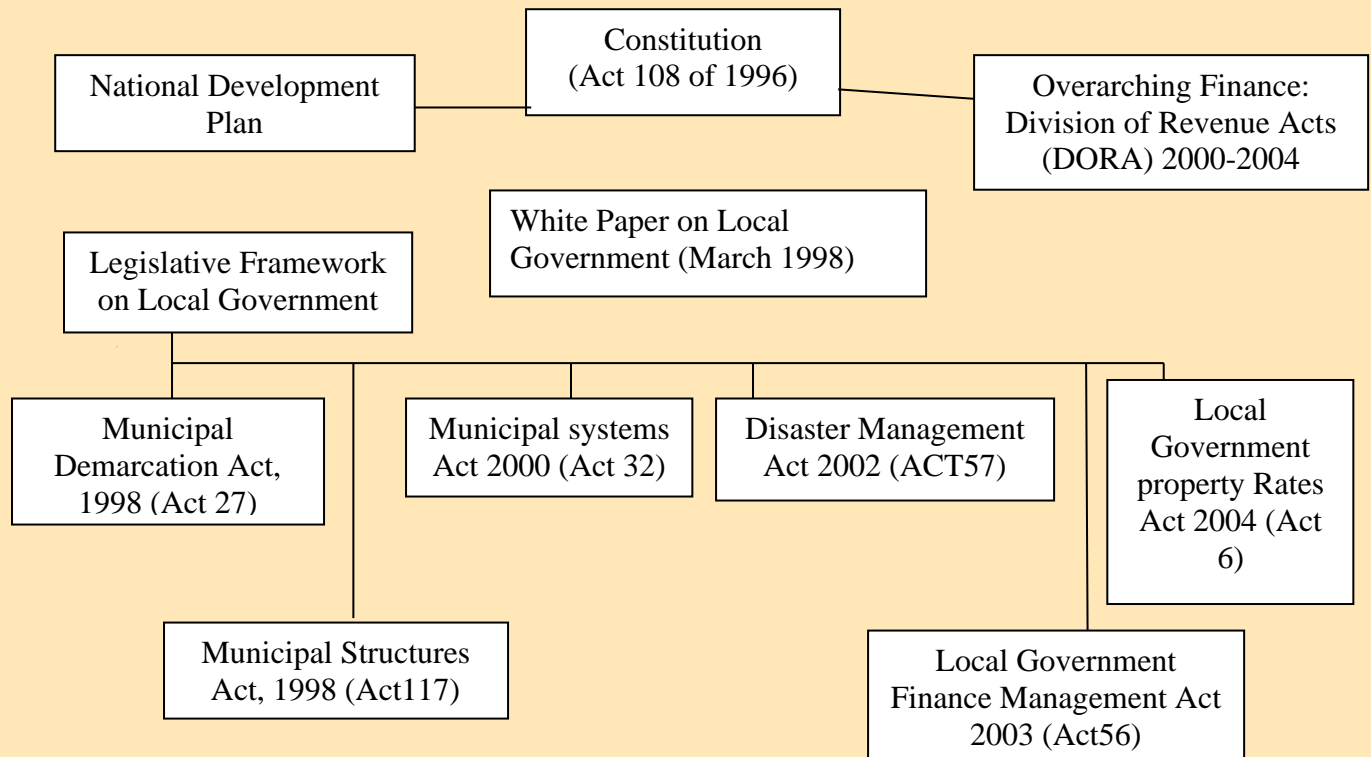 Constitution
(Act 108 of 1996)
National Development
Plan
Overarching Finance:
Division of Revenue Acts
(DORA) 2000-2004
White Paper on Local
Government (March 1998)
Legislative Framework
on Local Government
Municipal
Demarcation Act,
1998 (Act 27)
Municipal systems
Act 2000 (Act 32)
Disaster Management
Act 2002 (ACT57)
Local
Government
property Rates
Act 2004 (Act
6)
Municipal Structures
Act, 1998 (Act117)
Local Government
Finance Management Act
2003 (Act56)